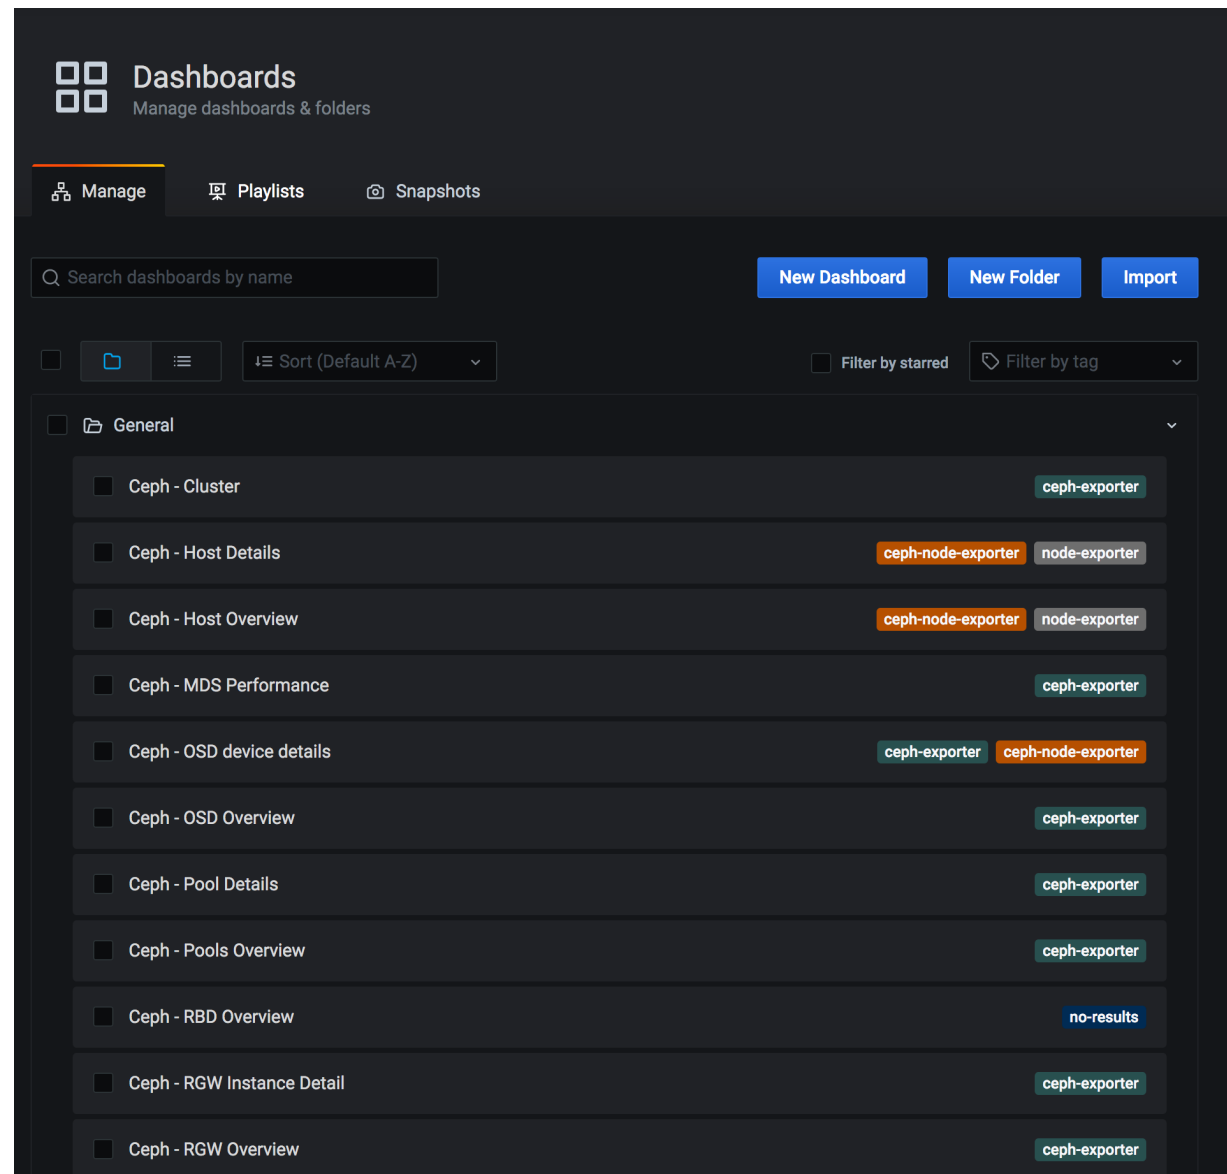 Dashboards
Manage dashboards & folders
Manage Playlists Snapshots
Search dashboards by name New Dashboard New Folder Import
Sort (Default A-Z) Filter by starred Filter by tag
General
Ceph - Cluster ceph-exporter
Ceph - Host Details ceph-node-exporter node-exporter
Ceph - Host Overview ceph-node-exporter node-exporter
Ceph - MDS Performance ceph-exporter
Ceph - OSD device details ceph-exporter ceph-node-exporter
Ceph - OSD Overview ceph-exporter
Ceph - Pool Details ceph-exporter
Ceph - Pools Overview ceph-exporter
Ceph - RBD Overview no-results
Ceph - RGW Instance Detail ceph-exporter
Ceph - RGW Overview ceph-exporter